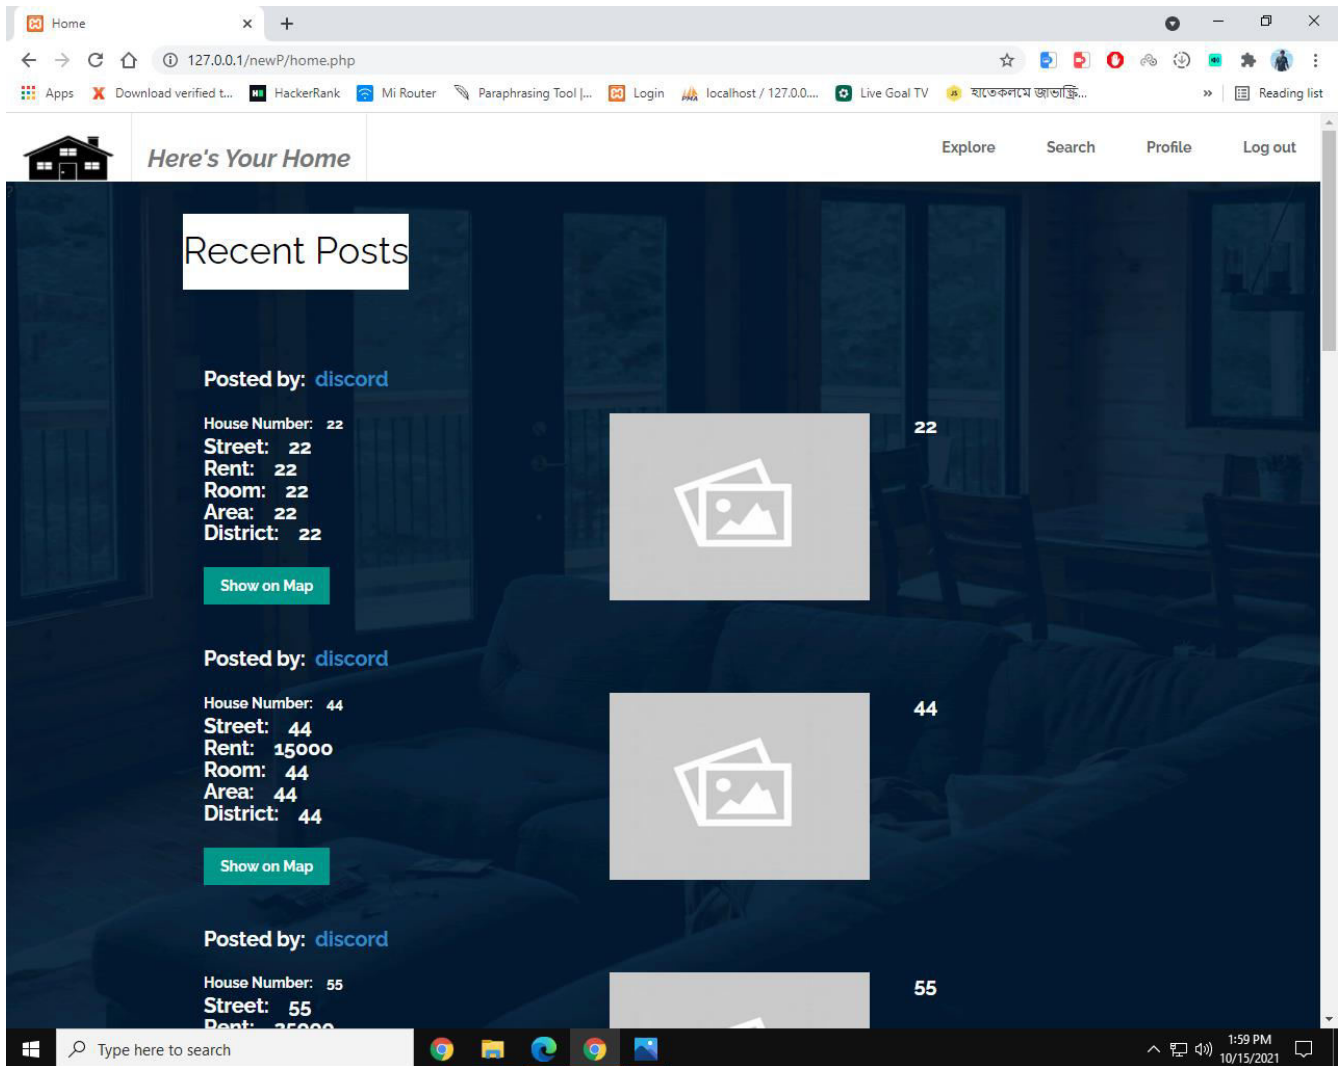 Home
127.0.0.1/newP/home.php
Apps
Download verified t...
HackerRank
Mi Router
Paraphrasing Tool |...
Login
localhost / 127.0.0....
Live Goal TV
হাতেকলমে জাভাস্ক্রি...
»
Reading list
Here's Your Home
Explore
Search
Profile
Log out
Recent Posts
Posted by: discord
House Number: 22
Street: 22
Rent: 22
Room: 22
Area: 22
District: 22
22
Show on Map
Posted by: discord
House Number: 44
Street: 44
Rent: 15000
Room: 44
Area: 44
District: 44
44
Show on Map
Posted by: discord
House Number: 55
Street: 55
Rent: 25000
55
Type here to search
1:59 PM
10/15/2021